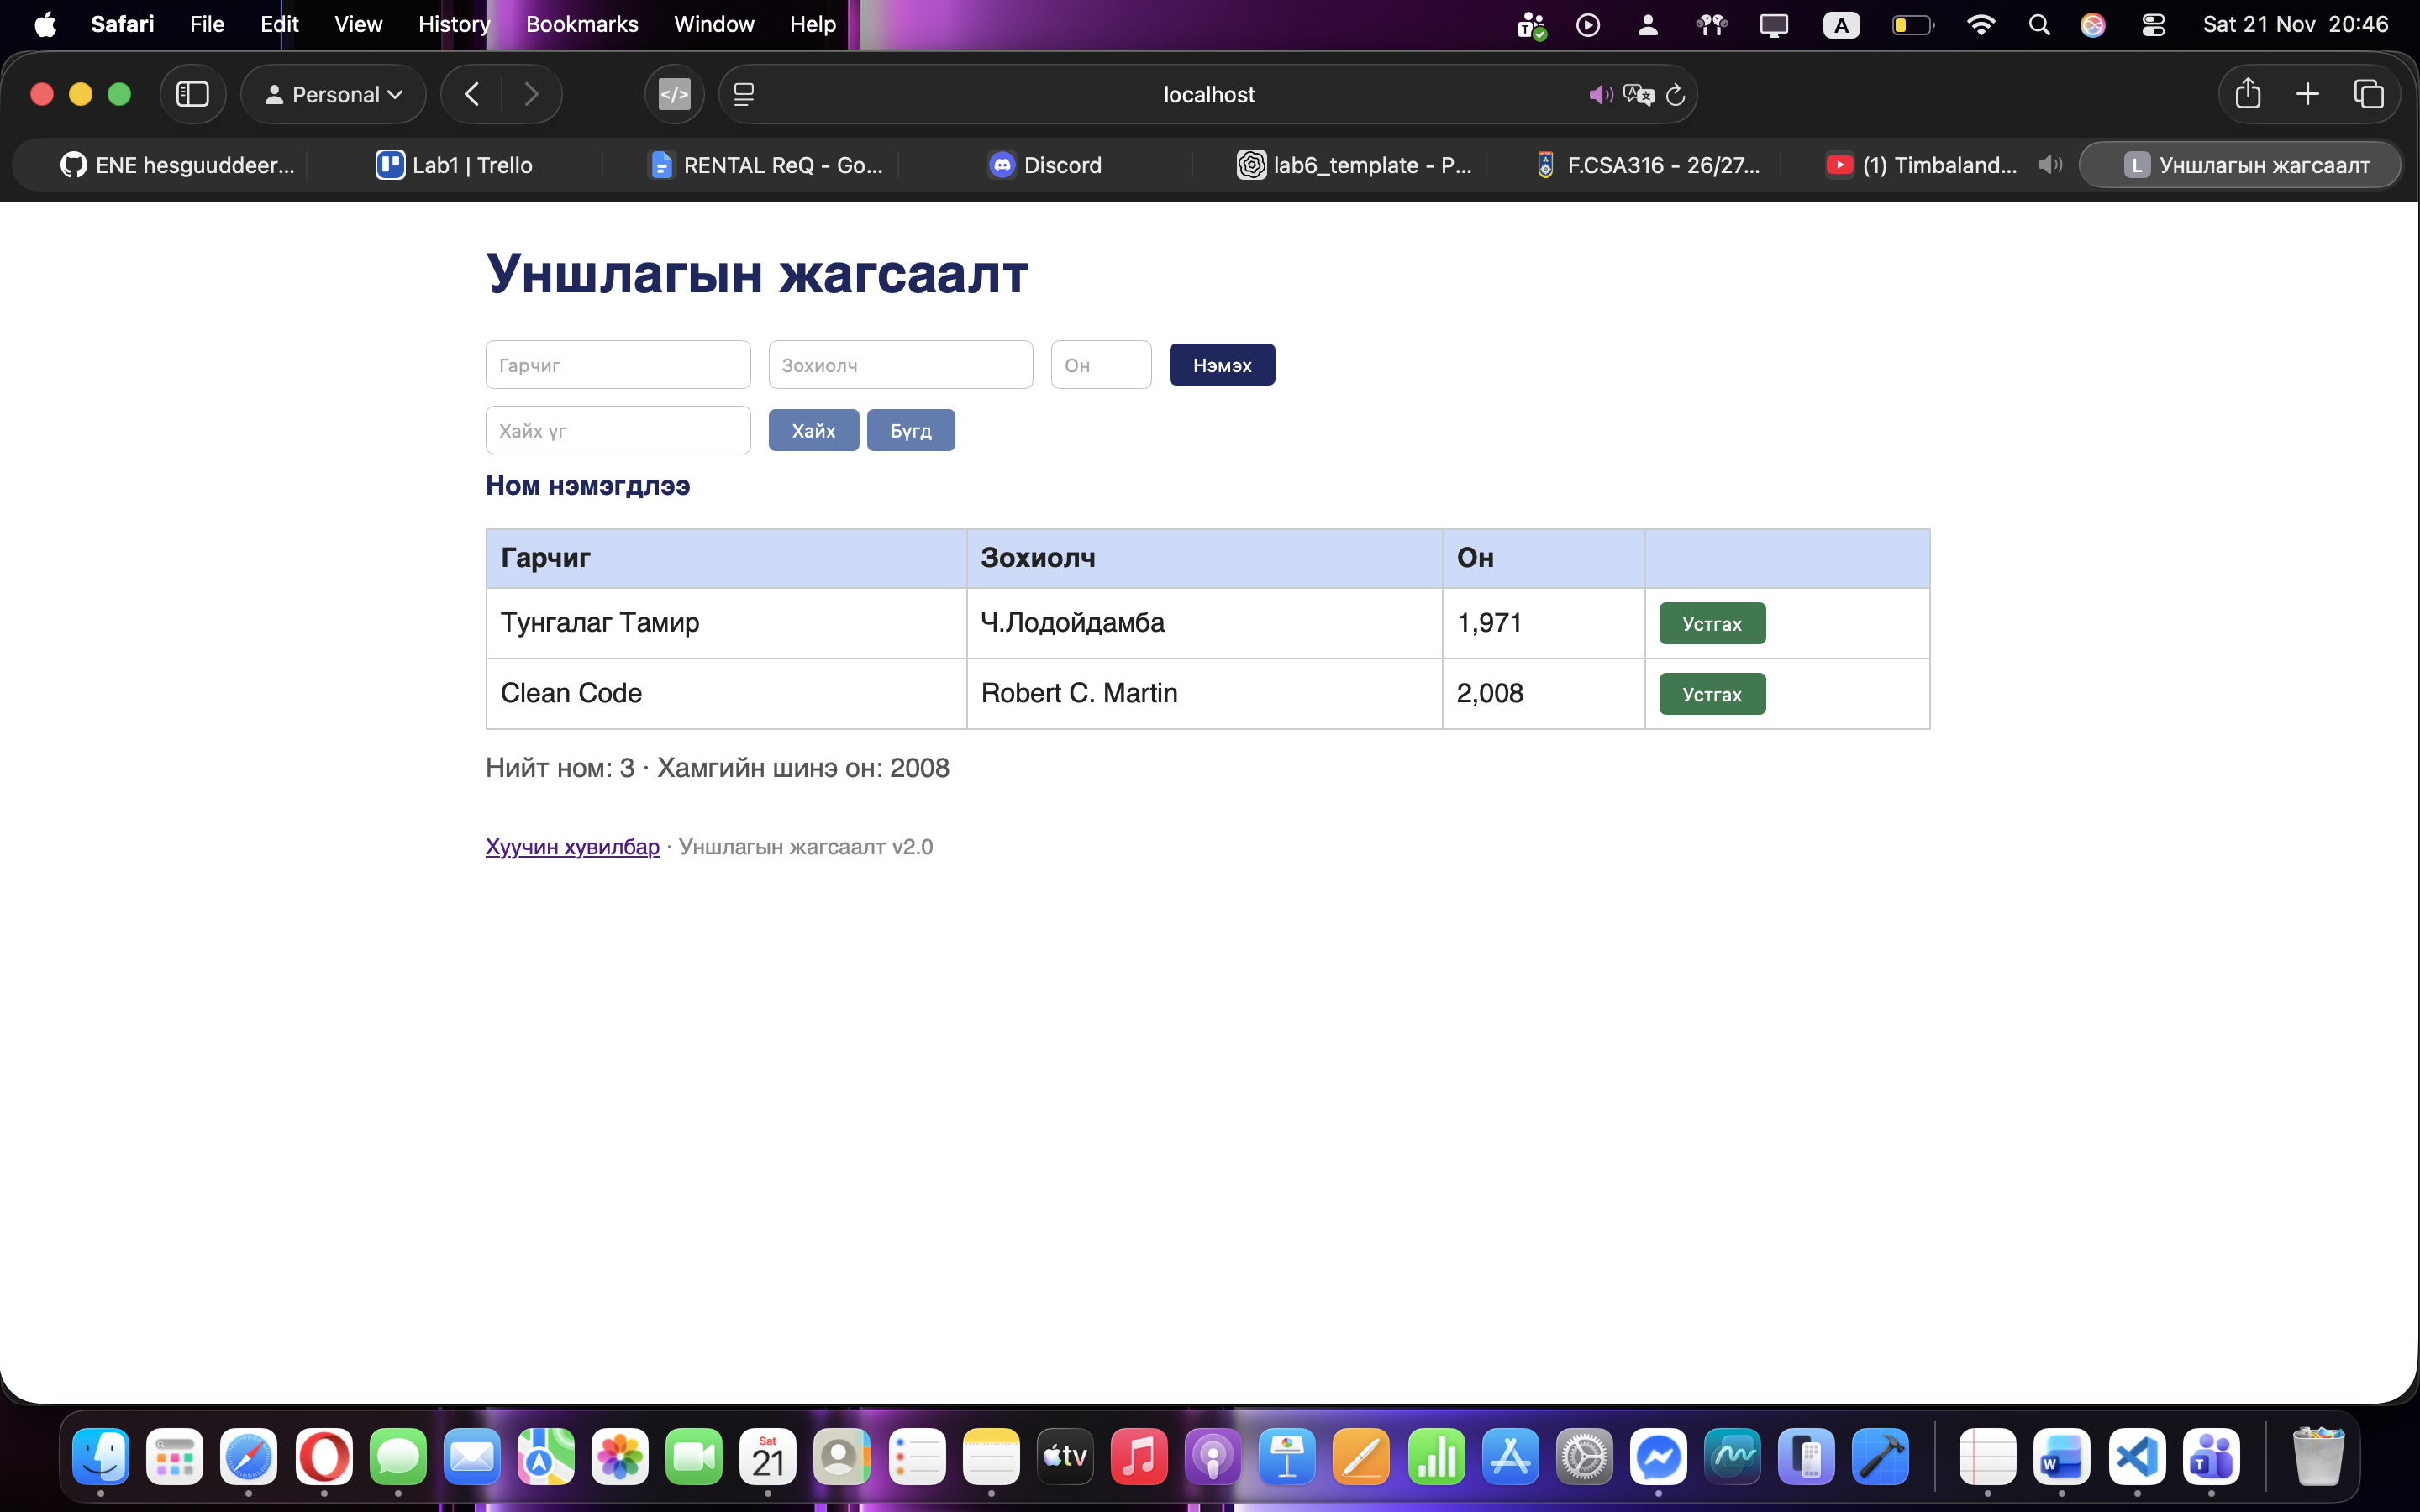 Safari File Edit View History Bookmarks Window Help A Sat 21 Nov 20:46
Personal </> localhost
ENE hesguuddeer... Lab1 | Trello RENTAL ReQ - Go... Discord lab6_template - P... F.CSA316 - 26/27... (1) Timbaland... L Уншлагын жагсаалт
Уншлагын жагсаалт
Гарчиг Зохиолч Он Нэмэх
Хайх үг Хайх Бүгд
Ном нэмэгдлээ
Гарчиг Зохиолч Он
Тунгалаг Тамир Ч.Лодойдамба 1,971 Устгах
Clean Code Robert C. Martin 2,008 Устгах
Нийт ном: 3 · Хамгийн шинэ он: 2008
Хуучин хувилбар · Уншлагын жагсаалт v2.0
Sat
21
tv
W
T